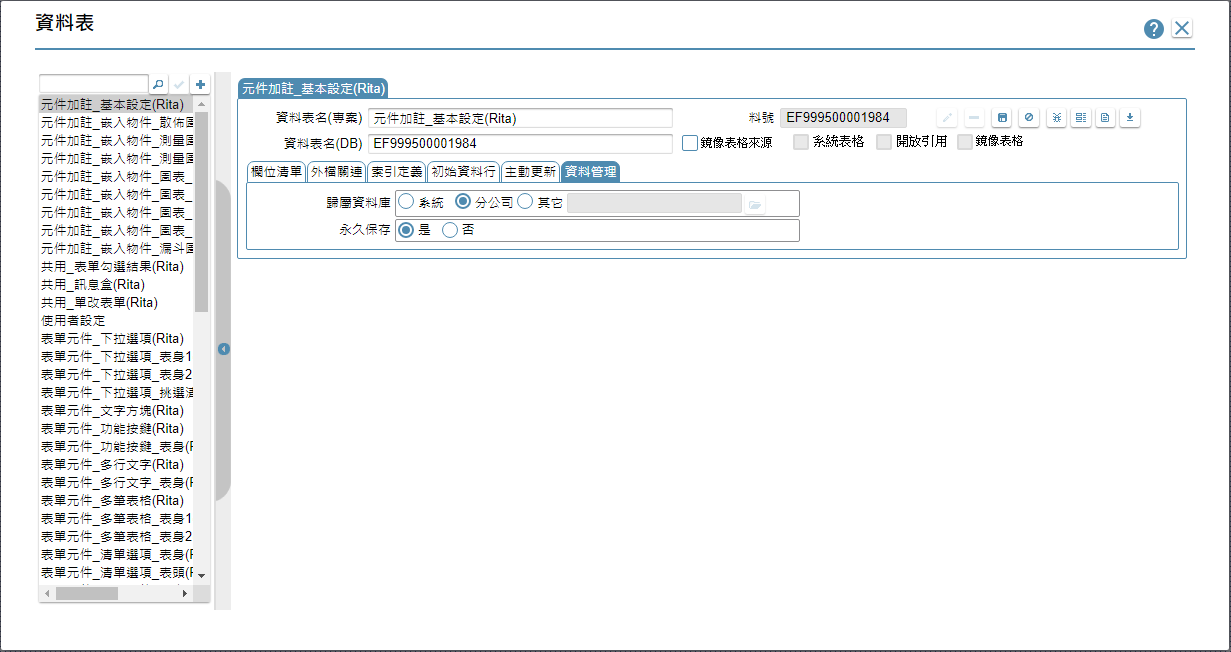 資料表
?
元件加註_基本設定(Rita)
元件加註_嵌入物件_散佈圖
元件加註_嵌入物件_測量圖
元件加註_嵌入物件_測量圖
元件加註_嵌入物件_圖表_
元件加註_嵌入物件_圖表_
元件加註_嵌入物件_圖表_
元件加註_嵌入物件_圖表_
元件加註_嵌入物件_漏斗圖
共用_表單勾選結果(Rita)
共用_訊息盒(Rita)
共用_單改表單(Rita)
使用者設定
表單元件_下拉選項(Rita)
表單元件_下拉選項_表身1
表單元件_下拉選項_表身2
表單元件_下拉選項_挑選清
表單元件_文字方塊(Rita)
表單元件_功能按鍵(Rita)
表單元件_功能按鍵_表身(R
表單元件_多行文字(Rita)
表單元件_多行文字_表身(R
表單元件_多筆表格(Rita)
表單元件_多筆表格_表身1
表單元件_多筆表格_表身2
表單元件_清單選項_表身(R
表單元件_清單選項_表頭(R
元件加註_基本設定(Rita)
資料表名(專案) 元件加註_基本設定(Rita) 料號 EF999500001984
資料表名(DB) EF999500001984 鏡像表格來源 系統表格 開放引用 鏡像表格
欄位清單 外檔關連 索引定義 初始資料行 主動更新 資料管理
歸屬資料庫 系統 分公司 其它
永久保存 是 否